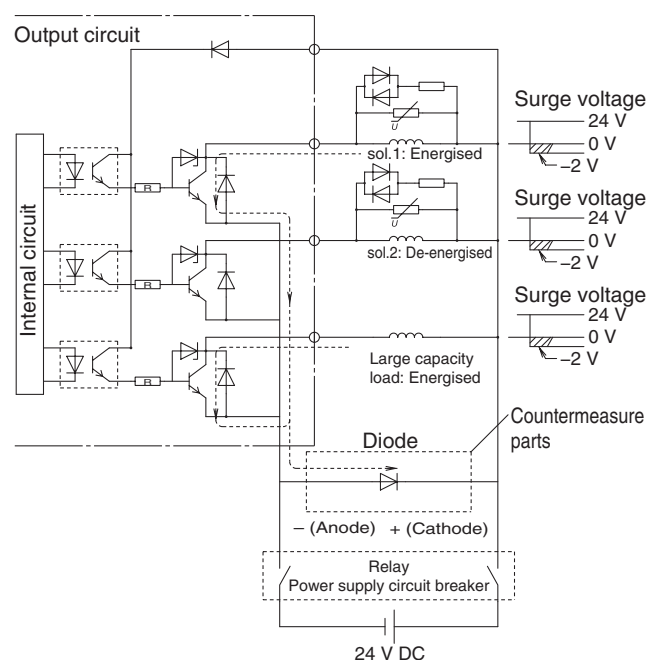 Output circuit
Internal circuit
R
R
R
U
sol.1: Energised
U
sol.2: De-energised
Large capacity
load: Energised
Surge voltage
24 V
0 V
−2 V
Surge voltage
24 V
0 V
−2 V
Surge voltage
24 V
0 V
−2 V
Countermeasure
parts
Diode
− (Anode) + (Cathode)
Relay
Power supply circuit breaker
24 V DC